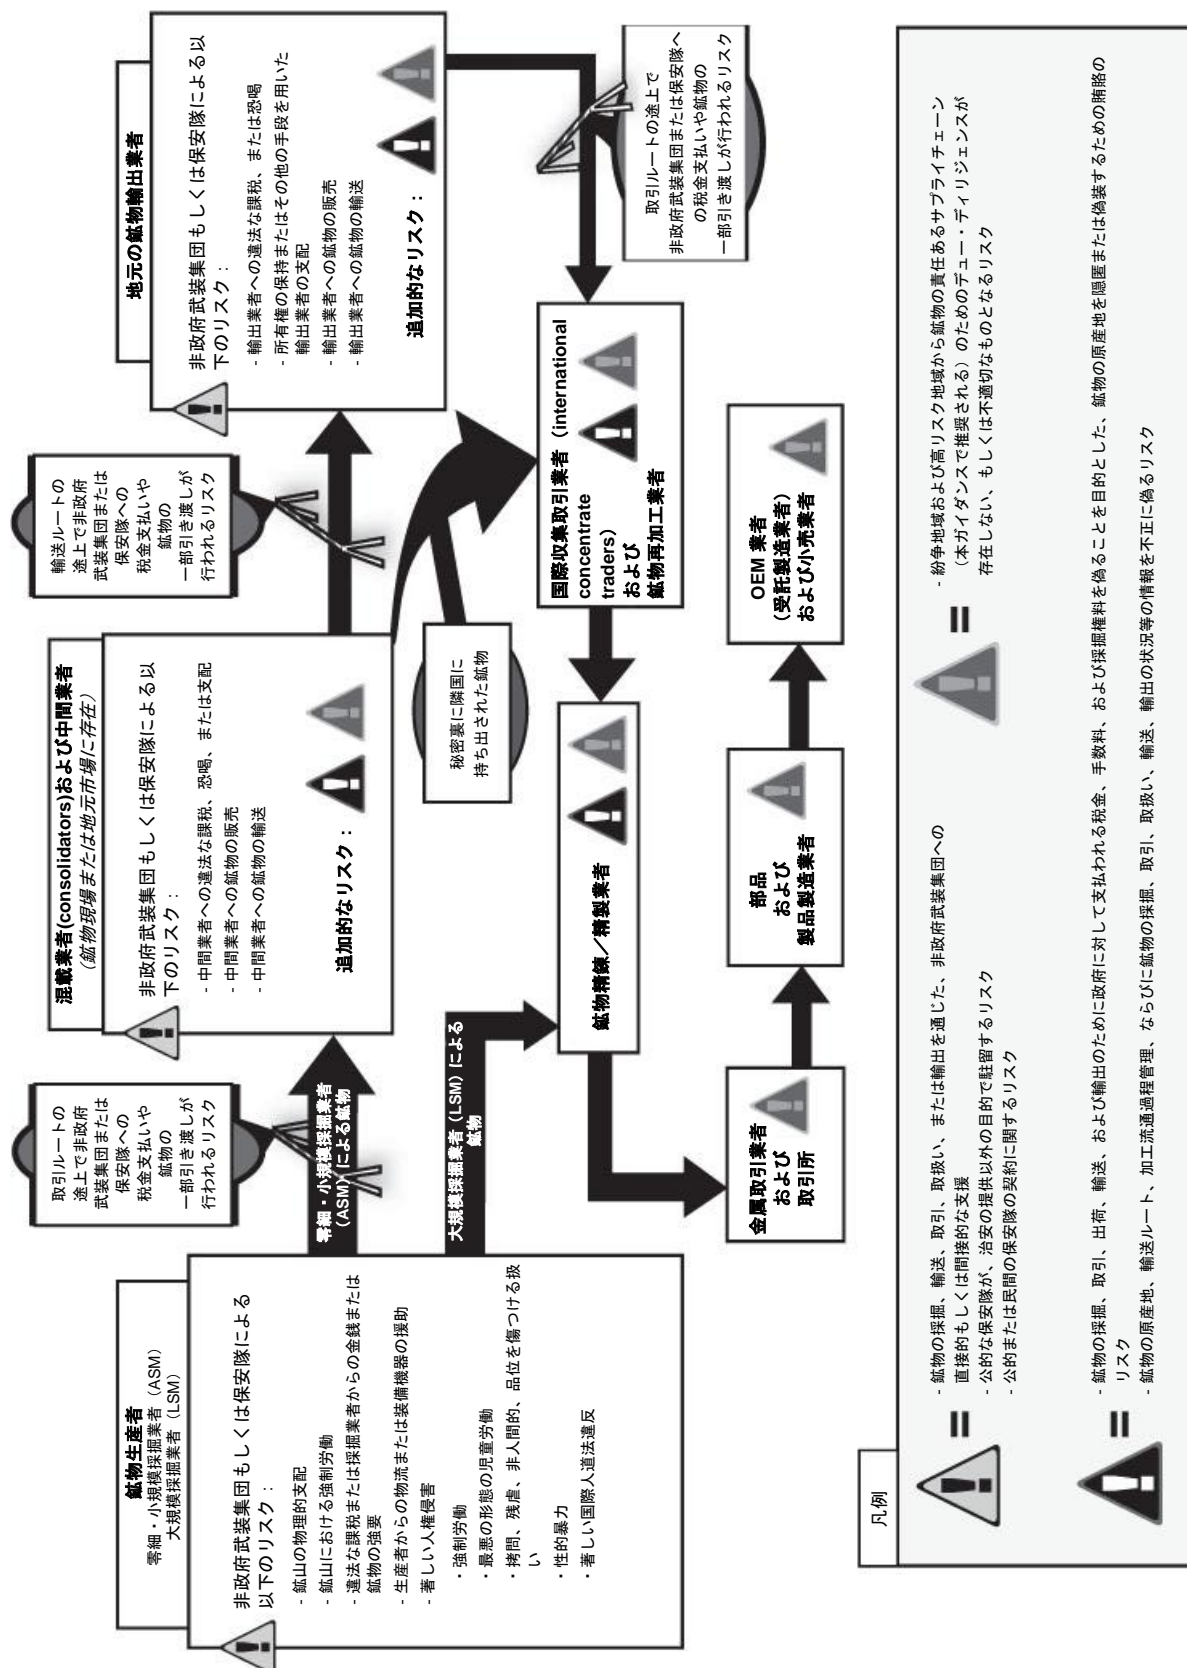 鉱物生産者
零細・小規模採掘業者（ASM）
大規模採掘業者（LSM）
非政府武装集団もしくは保安隊による
以下のリスク：
- 鉱山の物理的支配
- 鉱山における強制労働
- 違法な課税または採掘業者からの金銭または
鉱物の強要
- 生産者からの物流または装備機器の援助
- 著しい人権侵害
・強制労働
・最悪の形態の児童労働
・拷問、残虐、非人間的、品位を傷つける扱
い
・性的暴力
・著しい国際人道法違反
取引ルートの
途上で非政府
武装集団または
保安隊への
税金支払いや
鉱物の
一部引き渡しが
行われるリスク
零細・小規模採掘業者
（ASM）による鉱物
大規模採掘業者（LSM）による
鉱物
混載業者(consolidators)および中間業者
（鉱物現場または地元市場に存在）
非政府武装集団もしくは保安隊による以
下のリスク：
- 中間業者への違法な課税、恐喝、または支配
- 中間業者への鉱物の販売
- 中間業者への鉱物の輸送
追加的なリスク：
輸送ルートの
途上で非政府
武装集団または
保安隊への
税金支払いや
鉱物の
一部引き渡しが
行われるリスク
秘密裏に隣国に
持ち出された鉱物
地元の鉱物輸出業者
非政府武装集団もしくは保安隊による以
下のリスク：
- 輸出業者への違法な課税、または恐喝
- 所有権の保持またはその他の手段を用いた
輸出業者の支配
- 輸出業者への鉱物の販売
- 輸出業者への鉱物の輸送
追加的なリスク：
取引ルートの途上で
非政府武装集団または保安隊へ
の税金支払いや鉱物の
一部引き渡しが行われるリスク
国際収集取引業者（international
concentrate
traders）
および
鉱物再加工業者
鉱物精錬／精製業者
金属取引業者
および
取引所
部品
および
製品製造業者
OEM 業者
（受託製造業者）
および小売業者
凡例
=
- 鉱物の採掘、輸送、取引、取扱い、または輸出を通じた、非政府武装集団への
直接的もしくは間接的な支援
- 公的な保安隊が、治安の提供以外の目的で駐留するリスク
- 公的または民間の保安隊の契約に関するリスク
=
- 紛争地域および高リスク地域から鉱物の責任あるサプライチェーン
（本ガイダンスで推奨される）のためのデュー・ディリジェンスが
存在しない、もしくは不適切なものとなるリスク
=
- 鉱物の採掘、取引、出荷、輸送、および輸出のために政府に対して支払われる税金、手数料、および採掘権料を偽ることを目的とした、鉱物の原産地を隠匿または偽装するための賄賂の
リスク
- 鉱物の原産地、輸送ルート、加工流通過程管理、ならびに鉱物の採掘、取引、取扱い、輸送、輸出の状況等の情報を不正に偽るリスク